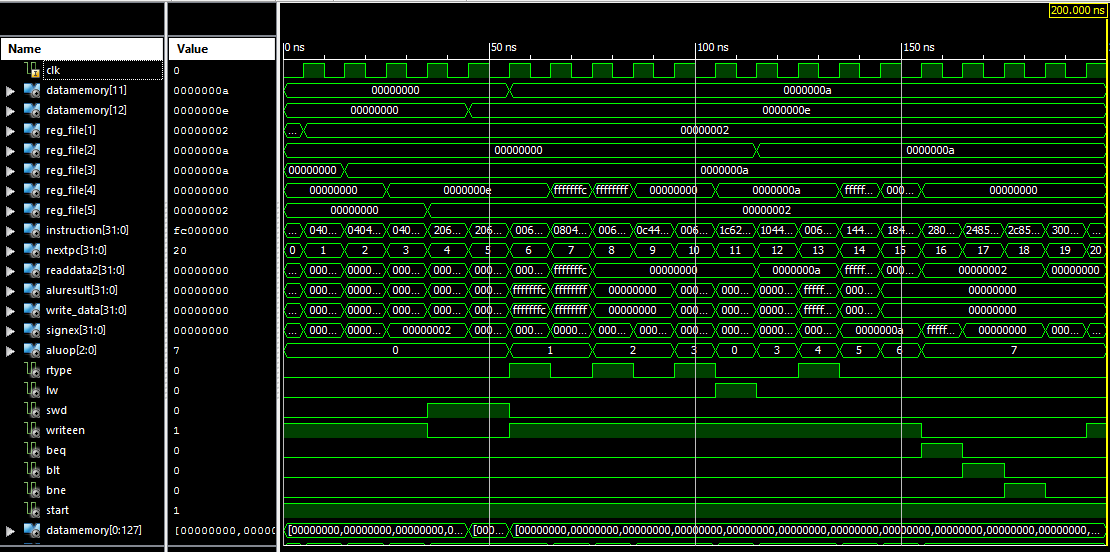 200.000 ns
Name Value 0 ns 50 ns 100 ns 150 ns
clk 0
datamemory[11] 0000000a 00000000 0000000a
datamemory[12] 0000000e 00000000 0000000e
reg_file[1] 00000002 ... 00000002
reg_file[2] 0000000a 00000000 0000000a
reg_file[3] 0000000a 00000000 0000000a
reg_file[4] 00000000 00000000 0000000e fffffffc ffffffff 00000000 0000000a fffff... 000... 00000000
reg_file[5] 00000002 00000000 00000002
instruction[31:0] fc000000 040... 0404... 040... 206... 206... 006... 0804... 006... 0c44... 006... 1c62... 1044... 006... 144... 184... 280... 2485... 2c85... 300...
nextpc[31:0] 20 0 1 2 3 4 5 6 7 8 9 10 11 12 13 14 15 16 17 18 19 20
readdata2[31:0] 00000000 ... 000... 0000... 000... 000... 000... 000... fffffffc 00000000 0000000a fffff... 000... 00000002 00000000
aluresult[31:0] 00000000 ... 000... 0000... 000... 000... 000... fffffffc ffffffff 00000000 000... 000... 0000... fffff... 000... 00000000
write_data[31:0] 00000000 ... 000... 0000... 000... 000... 000... fffffffc ffffffff 00000000 000... 000... 0000... fffff... 000... 00000000
signex[31:0] 00000000 ... 000... 0000... 00000002 000... 000... 0000... 000... 000... 000... 000... 0000... 000... 0000000a fffff... 00000000 000... ...
aluop[2:0] 7 0 1 2 3 0 3 4 5 6 7
rtype 0
lw 0
swd 0
writeen 1
beq 0
blt 0
bne 0
start 1
datamemory[0:127] [00000000,0000 [00000000,00000000,00000000,0... [000... [00000000,00000000,00000000,00000000,00000000,00000000,00000000,00000000,00000000,00000000,00000000,...